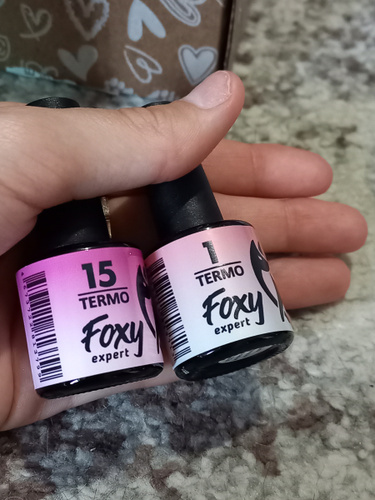 15
TERMO
Foxy
expert
1
TERMO
Foxy
expert